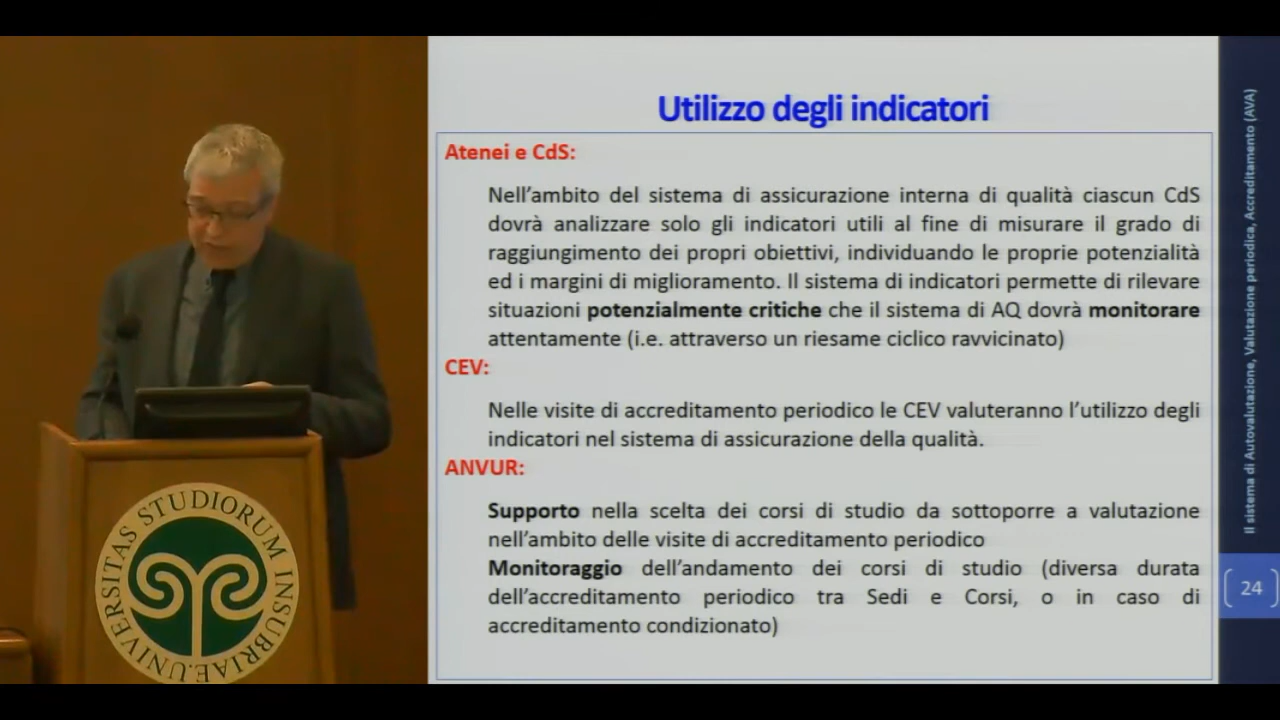 Utilizzo degli indicatori
Atenei e CdS:
Nell'ambito del sistema di assicurazione interna di qualità ciascun CdS
dovrà analizzare solo gli indicatori utili al fine di misurare il grado di
raggiungimento dei propri obiettivi, individuando le proprie potenzialità
ed i margini di miglioramento. Il sistema di indicatori permette di rilevare
situazioni potenzialmente critiche che il sistema di AQ dovrà monitorare
attentamente (i.e. attraverso un riesame ciclico ravvicinato)
CEV:
Nelle visite di accreditamento periodico le CEV valuteranno l'utilizzo degli
indicatori nel sistema di assicurazione della qualità.
ANVUR:
Supporto nella scelta dei corsi di studio da sottoporre a valutazione
nell'ambito delle visite di accreditamento periodico
Monitoraggio dell'andamento dei corsi di studio (diversa durata
dell'accreditamento periodico tra Sedi e Corsi, o in caso di
accreditamento condizionato)
Il sistema di Autovalutazione, Valutazione periodica, Accreditamento (AVA)
24
UNIVERSITAS STUDIORUM INSUBRIAE